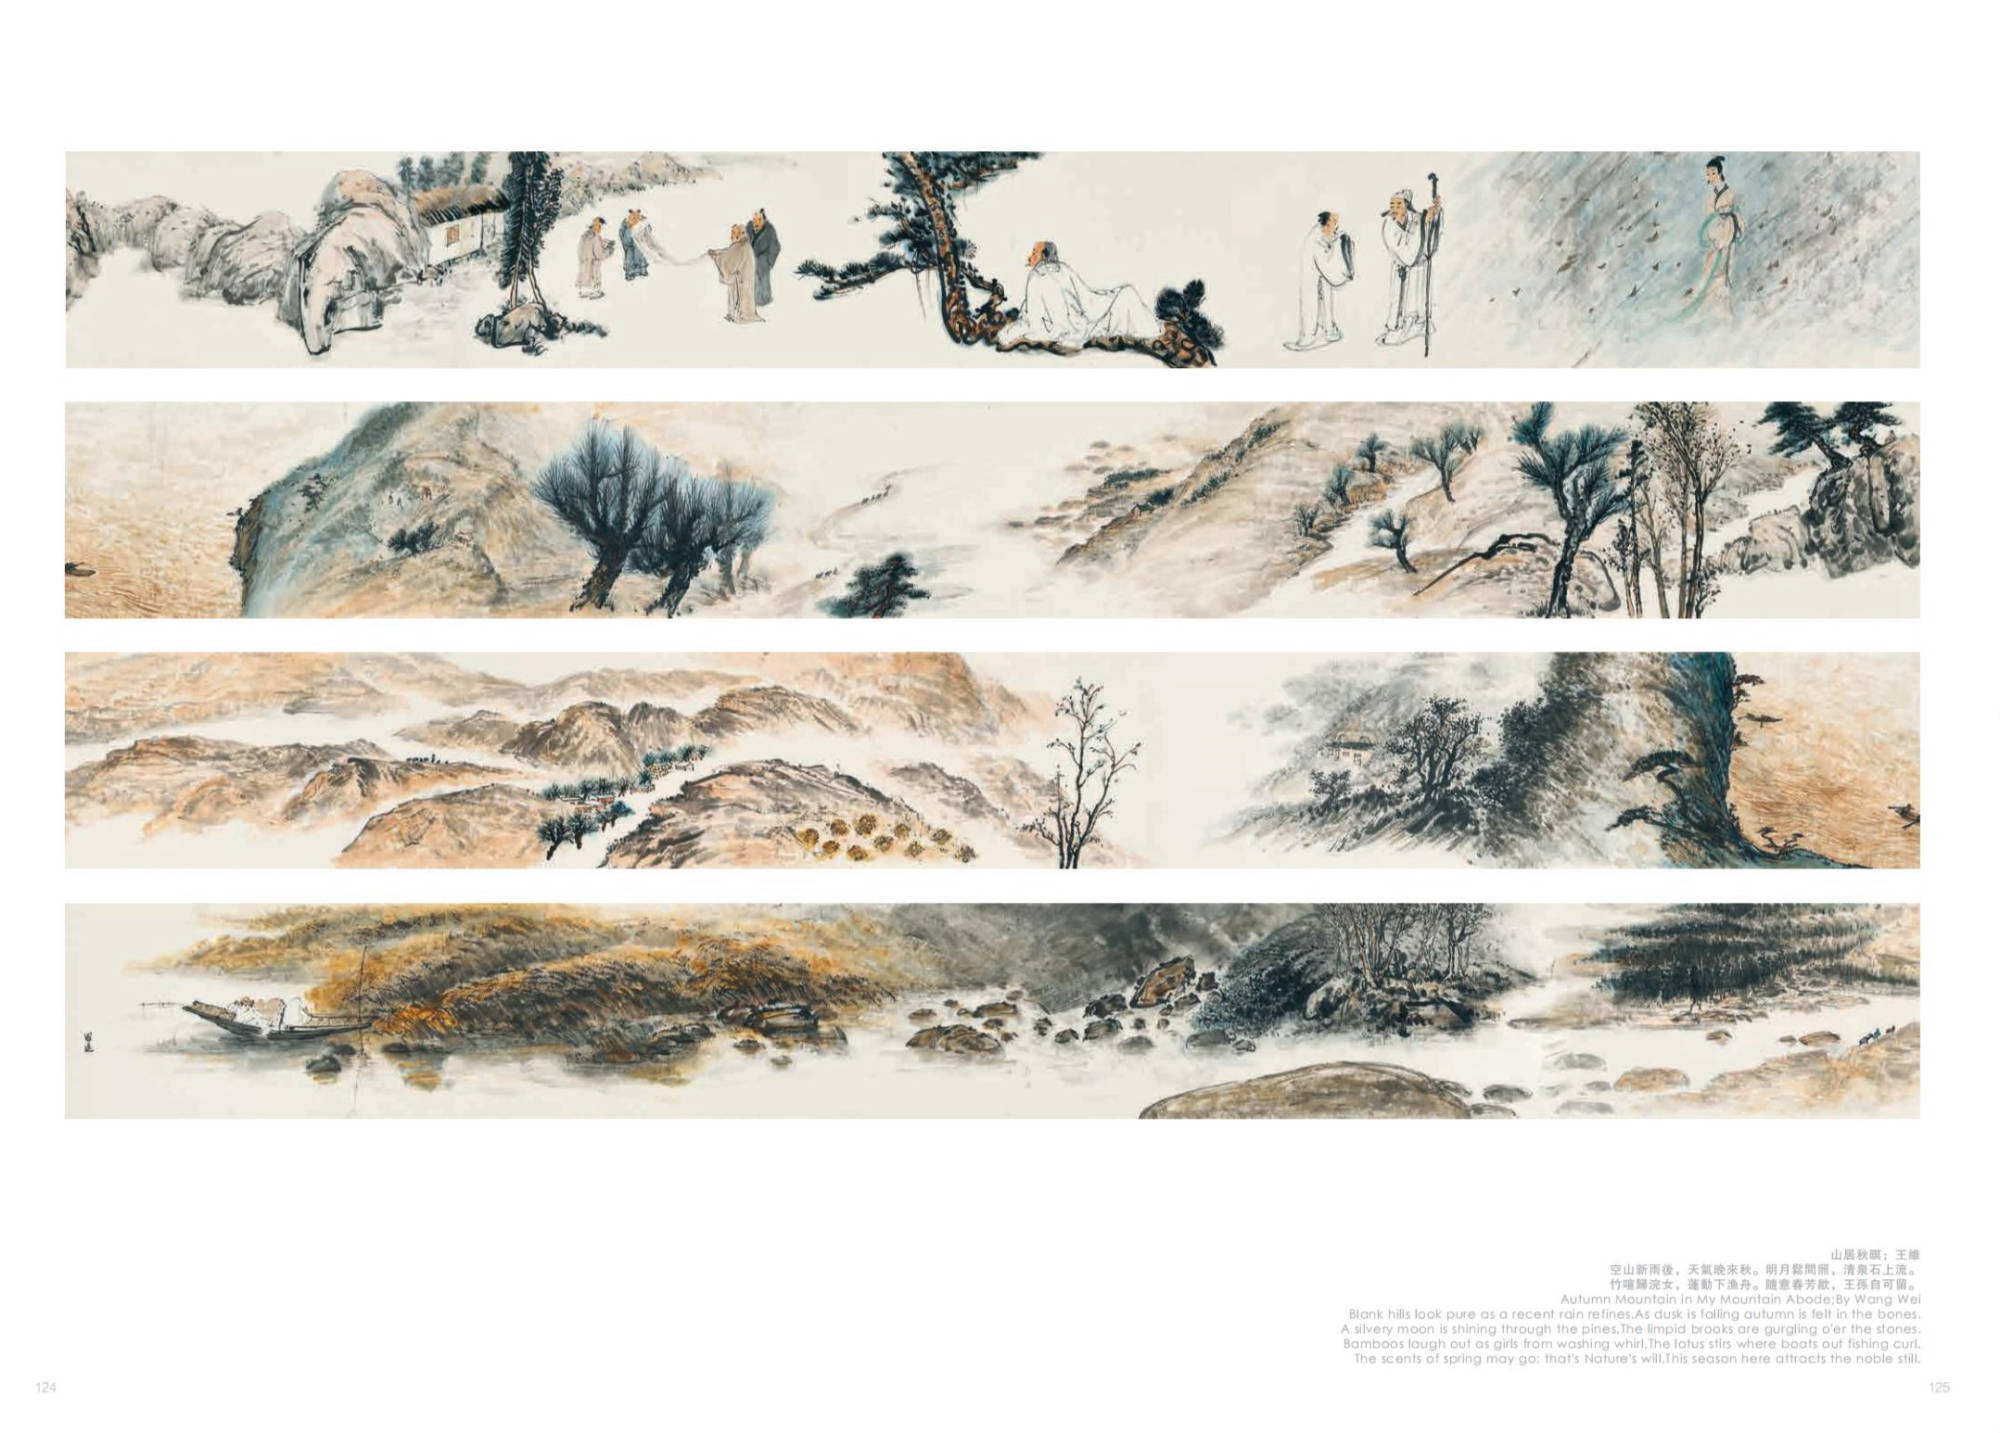 山居秋暝；王維
空山新雨後，天氣晚來秋。明月鬆間照，清泉石上流。
竹喧歸浣女，蓮動下漁舟。隨意春芳歇，王孫自可留。
Autumn Mountain in My Mountain Abode;By Wang Wei
Blank hills look pure as a recent rain refines,As dusk is falling autumn is felt in the bones.
A silvery moon is shining through the pines,The limpid brooks are gurgling o'er the stones.
Bamboos laugh out as girls from washing whirl,The lotus stirs where boats out fishing curl.
The scents of spring may go; that's Nature's will,This season here attracts the noble still.
124
125